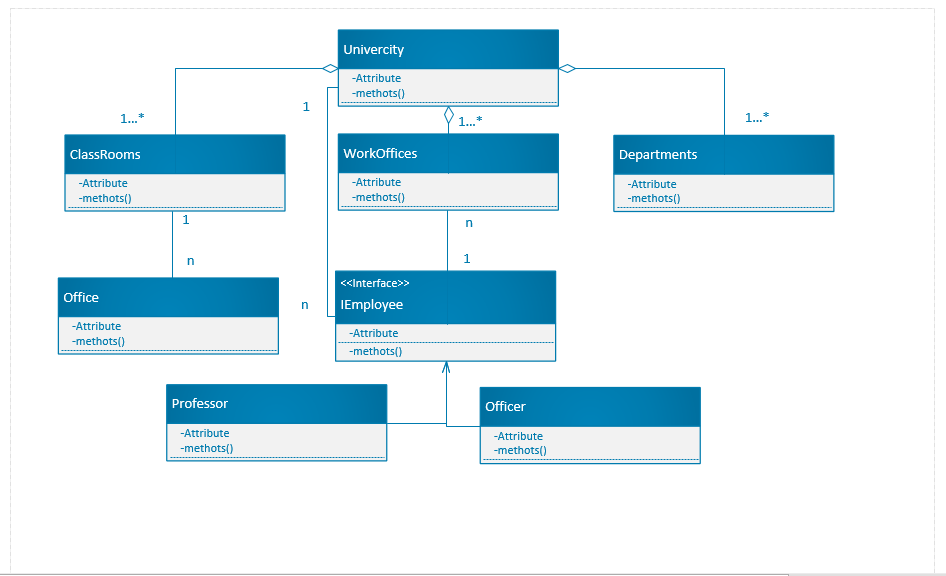 Univercity
-Attribute
-methots()
1
1...*
1...*
1...*
ClassRooms
-Attribute
-methots()
WorkOffices
-Attribute
-methots()
Departments
-Attribute
-methots()
1
n
n
1
Office
-Attribute
-methots()
n
<<Interface>>
IEmployee
-Attribute
-methots()
Professor
-Attribute
-methots()
Officer
-Attribute
-methots()